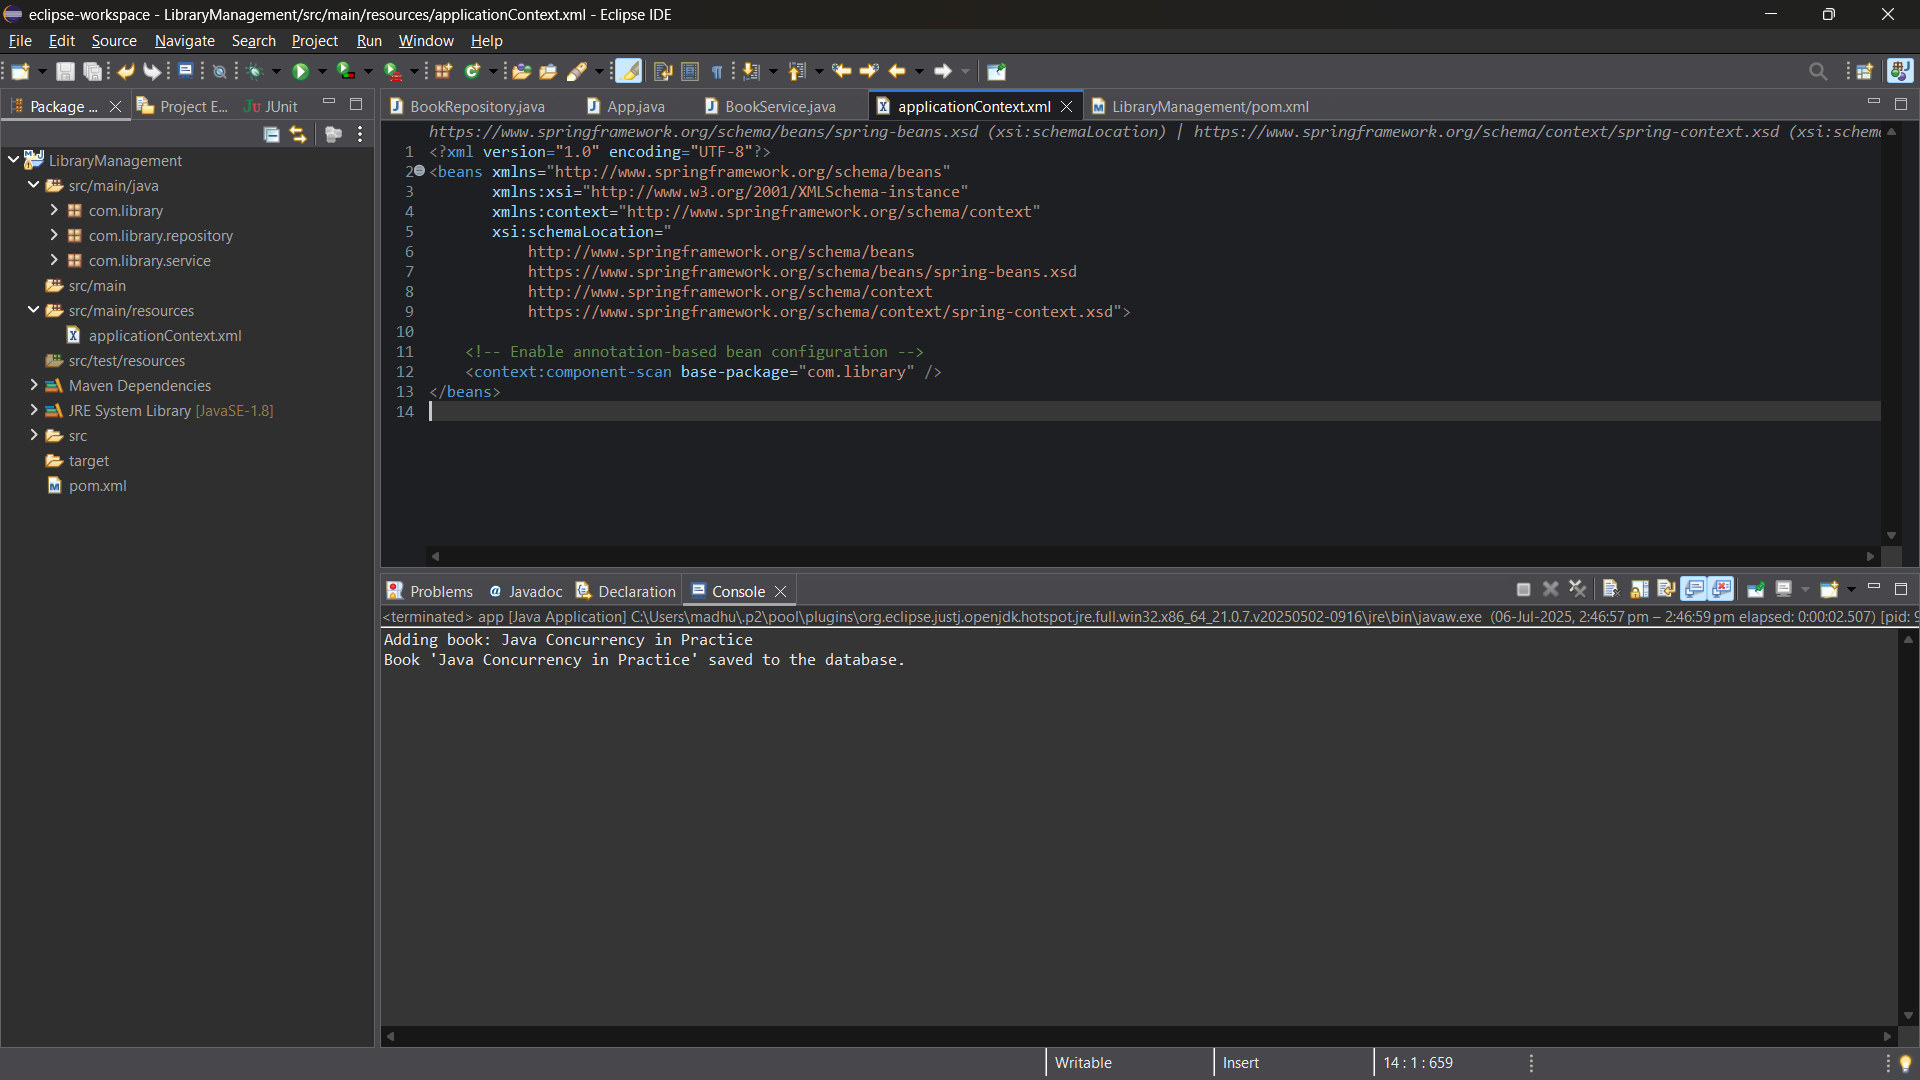 eclipse-workspace - LibraryManagement/src/main/resources/applicationContext.xml - Eclipse IDE
File Edit Source Navigate Search Project Run Window Help
Package ... Project E... JUnit
BookRepository.java App.java BookService.java applicationContext.xml LibraryManagement/pom.xml
LibraryManagement
src/main/java
com.library
com.library.repository
com.library.service
src/main
src/main/resources
applicationContext.xml
src/test/resources
Maven Dependencies
JRE System Library [JavaSE-1.8]
src
target
pom.xml
https://www.springframework.org/schema/beans/spring-beans.xsd (xsi:schemaLocation) | https://www.springframework.org/schema/context/spring-context.xsd (xsi:schem
1 <?xml version="1.0" encoding="UTF-8"?>
2 <beans xmlns="http://www.springframework.org/schema/beans"
3 xmlns:xsi="http://www.w3.org/2001/XMLSchema-instance"
4 xmlns:context="http://www.springframework.org/schema/context"
5 xsi:schemaLocation="
6 http://www.springframework.org/schema/beans
7 https://www.springframework.org/schema/beans/spring-beans.xsd
8 http://www.springframework.org/schema/context
9 https://www.springframework.org/schema/context/spring-context.xsd">
10
11 <!-- Enable annotation-based bean configuration -->
12 <context:component-scan base-package="com.library" />
13 </beans>
14
Problems Javadoc Declaration Console
<terminated> app [Java Application] C:\Users\madhu\.p2\pool\plugins\org.eclipse.justj.openjdk.hotspot.jre.full.win32.x86_64_21.0.7.v20250502-0916\jre\bin\javaw.exe (06-Jul-2025, 2:46:57 pm – 2:46:59 pm elapsed: 0:00:02.507) [pid: 9
Adding book: Java Concurrency in Practice
Book 'Java Concurrency in Practice' saved to the database.
Writable Insert 14 : 1 : 659